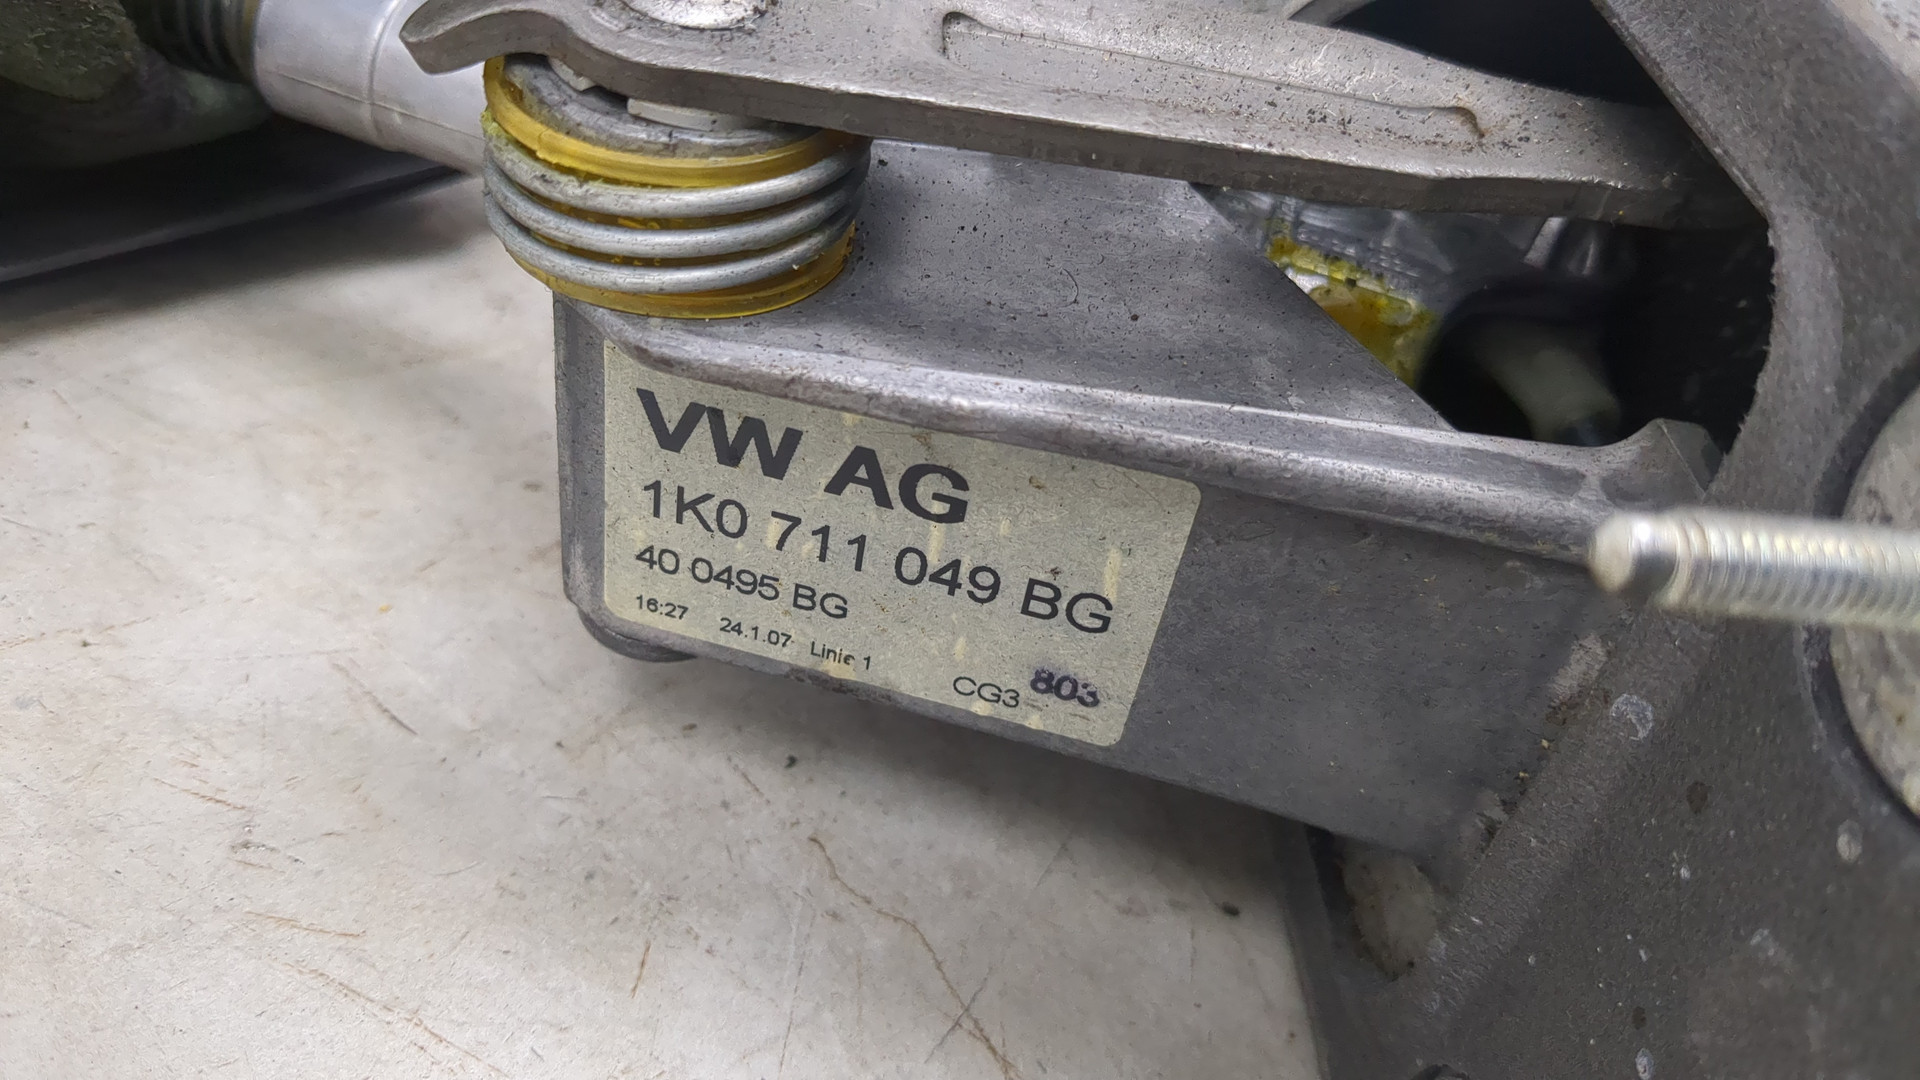 VW AG
1K0 711 049 BG
40 0495 BG
16:27 24.1.07 Linie 1
CG3 803